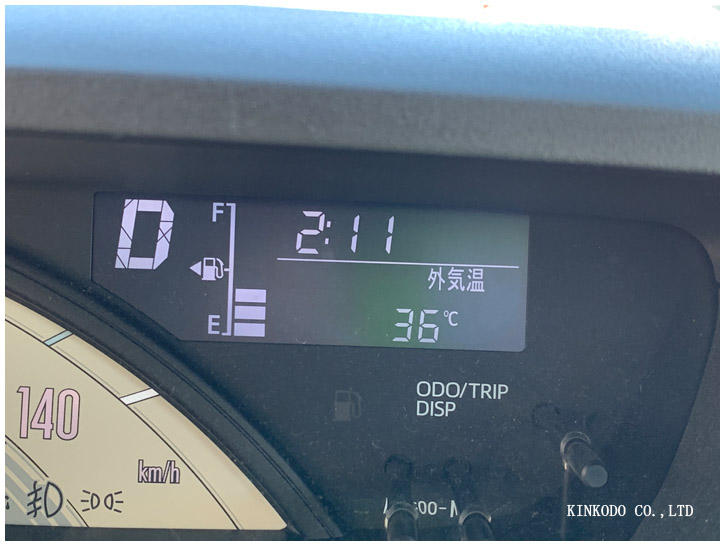 D
F
2:11
外気温
36℃
E
ODO/TRIP
DISP
140
km/h
KINKODO CO.,LTD